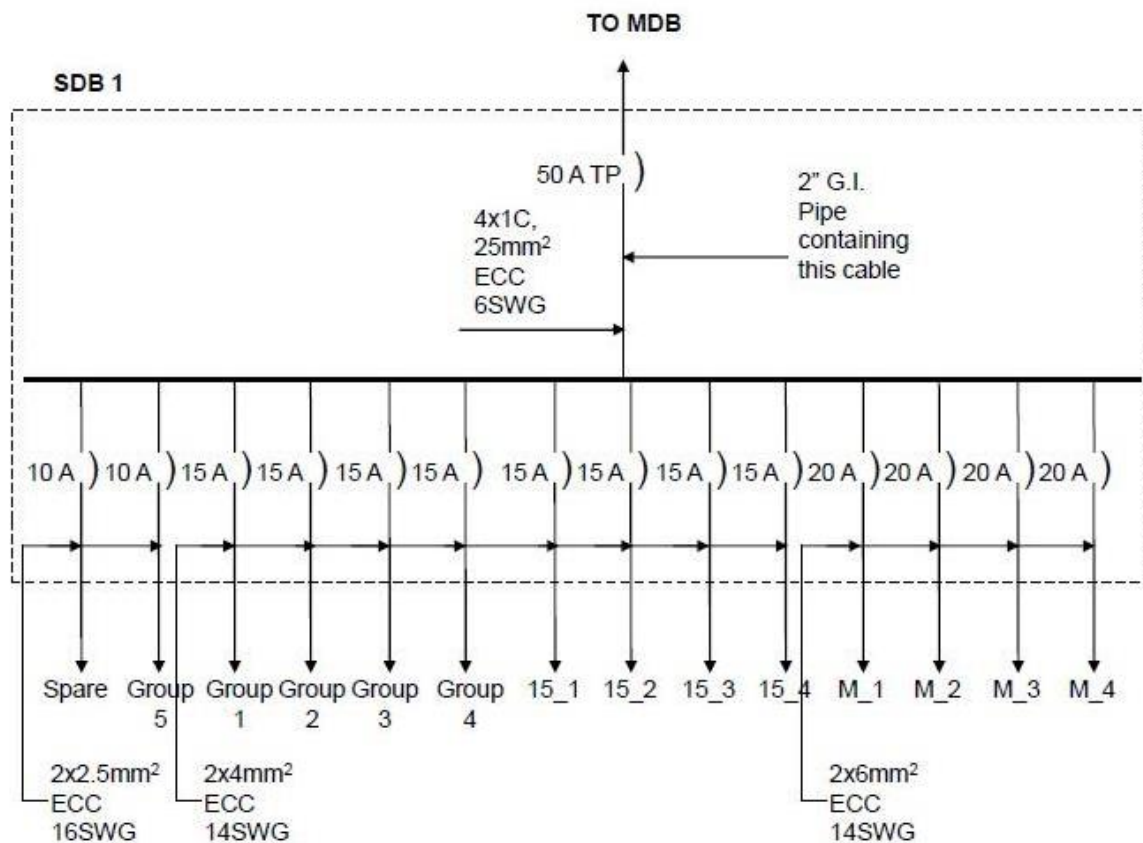 TO MDB
SDB 1
50 A TP )
2” G.I.
Pipe
containing
this cable
4x1C,
25mm²
ECC
6SWG
10 A ) 10 A ) 15 A ) 15 A ) 15 A ) 15 A ) 15 A ) 15 A ) 15 A ) 15 A ) 20 A ) 20 A ) 20 A ) 20 A )
Spare Group Group Group Group Group 15_1 15_2 15_3 15_4 M_1 M_2 M_3 M_4
5 1 2 3 4
2x2.5mm²
ECC
16SWG
2x4mm²
ECC
14SWG
2x6mm²
ECC
14SWG